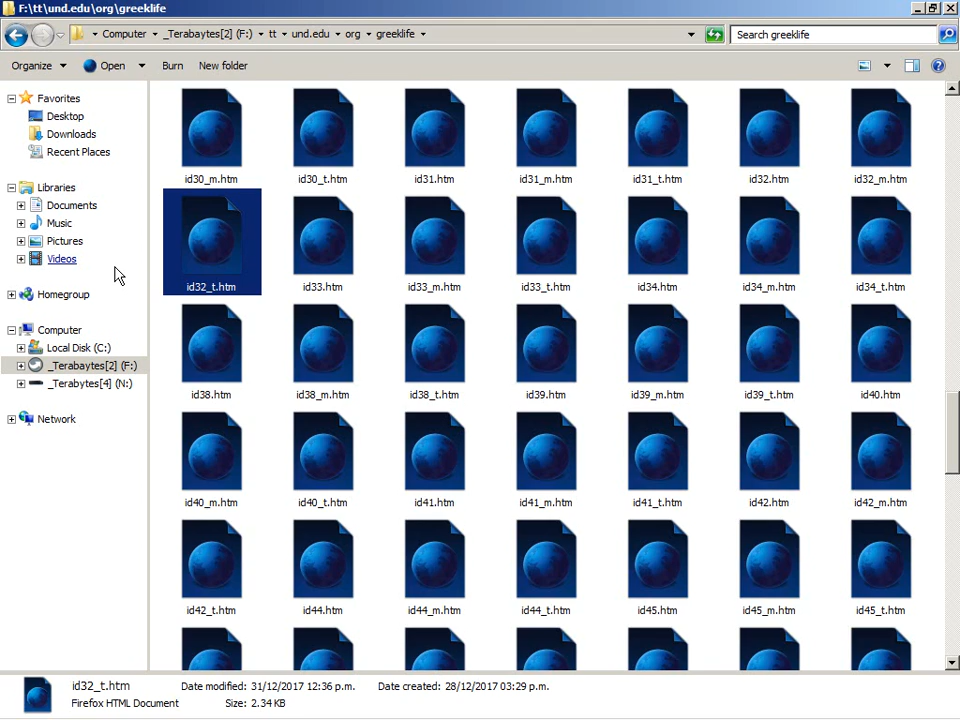 F:\tt\und.edu\org\greeklife
Computer _Terabaytes[2] (F:) tt und.edu org greeklife
Search greeklife
Organize Open Burn New folder
Favorites
Desktop
Downloads
Recent Places
Libraries
Documents
Music
Pictures
Videos
Homegroup
Computer
Local Disk (C:)
_Terabaytes[2] (F:)
_Terabytes[4] (N:)
Network
id30_m.htm id30_t.htm id31.htm id31_m.htm id31_t.htm id32.htm id32_m.htm
id32_t.htm id33.htm id33_m.htm id33_t.htm id34.htm id34_m.htm id34_t.htm
id38.htm id38_m.htm id38_t.htm id39.htm id39_m.htm id39_t.htm id40.htm
id40_m.htm id40_t.htm id41.htm id41_m.htm id41_t.htm id42.htm id42_m.htm
id42_t.htm id44.htm id44_m.htm id44_t.htm id45.htm id45_m.htm id45_t.htm
id32_t.htm Date modified: 31/12/2017 12:36 p.m. Date created: 28/12/2017 03:29 p.m.
Firefox HTML Document Size: 2.34 KB